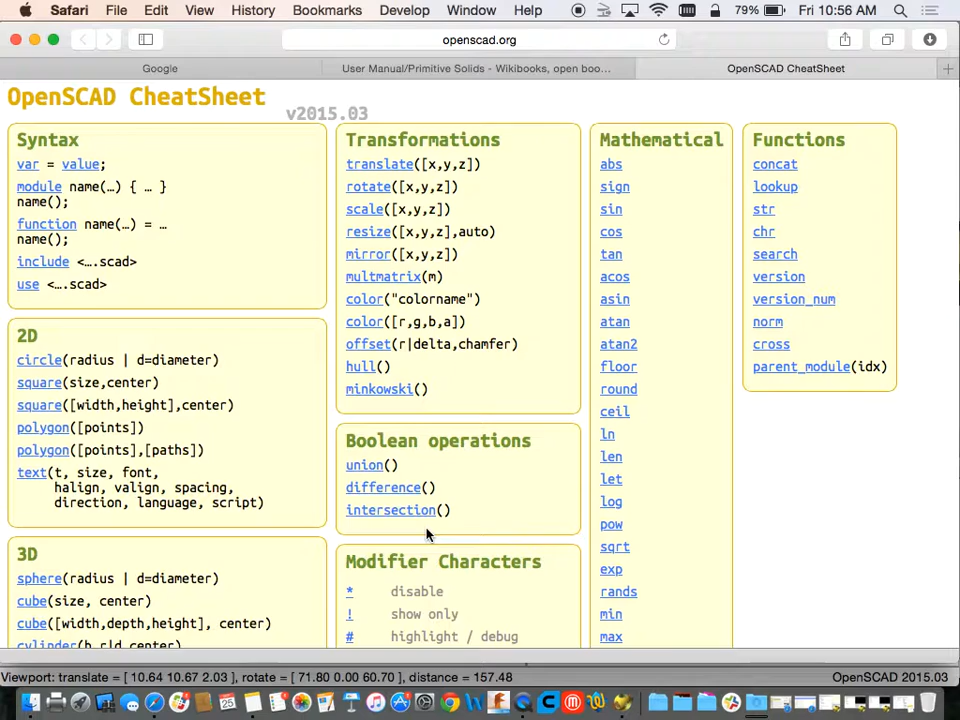 Safari File Edit View History Bookmarks Develop Window Help 79% Fri 10:56 AM
openscad.org
Google
User Manual/Primitive Solids - Wikibooks, open boo...
OpenSCAD CheatSheet
OpenSCAD CheatSheet v2015.03
Syntax
var = value;
module name(…) { … }
name();
function name(…) = …
name();
include <….scad>
use <….scad>
2D
circle(radius | d=diameter)
square(size,center)
square([width,height],center)
polygon([points])
polygon([points],[paths])
text(t, size, font,
halign, valign, spacing,
direction, language, script)
3D
sphere(radius | d=diameter)
cube(size, center)
cube([width,depth,height], center)
cylinder(h,r|d,center)
Transformations
translate([x,y,z])
rotate([x,y,z])
scale([x,y,z])
resize([x,y,z],auto)
mirror([x,y,z])
multmatrix(m)
color("colorname")
color([r,g,b,a])
offset(r|delta,chamfer)
hull()
minkowski()
Boolean operations
union()
difference()
intersection()
Modifier Characters
* disable
! show only
# highlight / debug
Mathematical
abs
sign
sin
cos
tan
acos
asin
atan
atan2
floor
round
ceil
ln
len
let
log
pow
sqrt
exp
rands
min
max
Functions
concat
lookup
str
chr
search
version
version_num
norm
cross
parent_module(idx)
Viewport: translate = [ 10.64 10.67 2.03 ], rotate = [ 71.80 0.00 60.70 ], distance = 157.48
OpenSCAD 2015.03